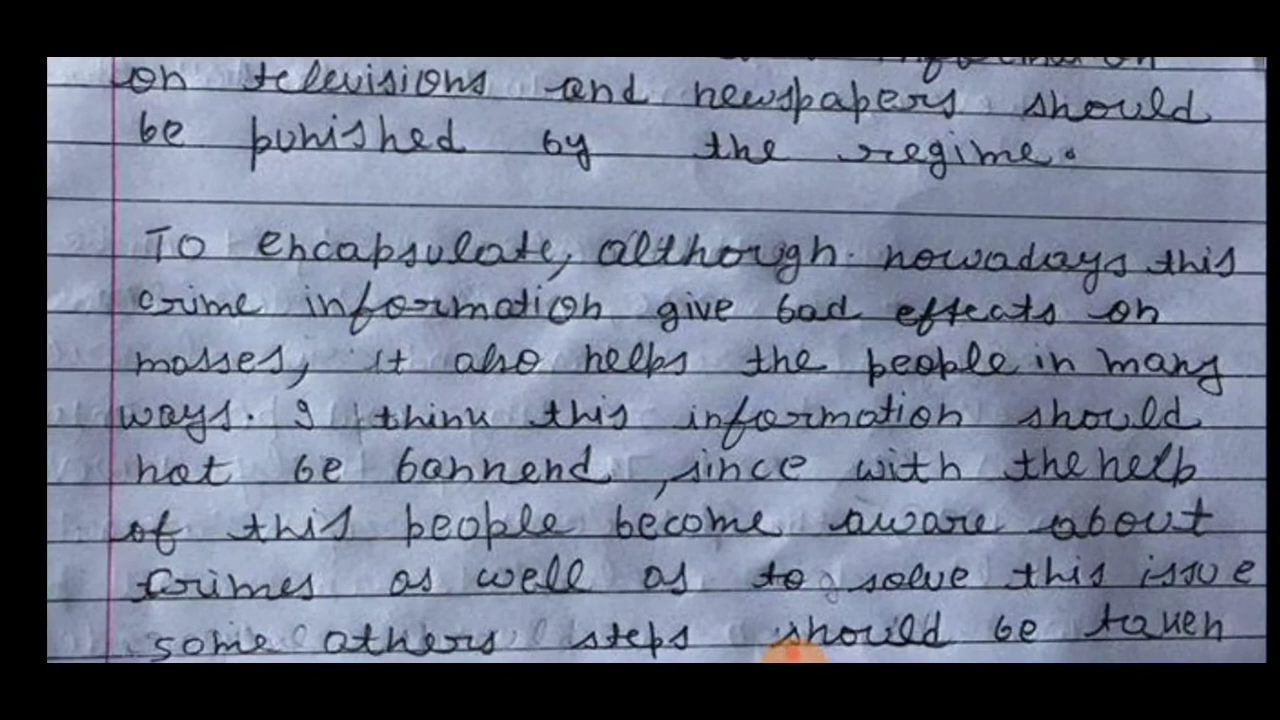 on televisions and newspapers should
be punished by the regime.
To encapsulate, although nowadays this
crime information give bad effects on
masses, it also helps the people in many
ways. I think this information should
not be bannend, since with the help
of this people become aware about
crimes as well as to solve this issue
some others steps should be taken